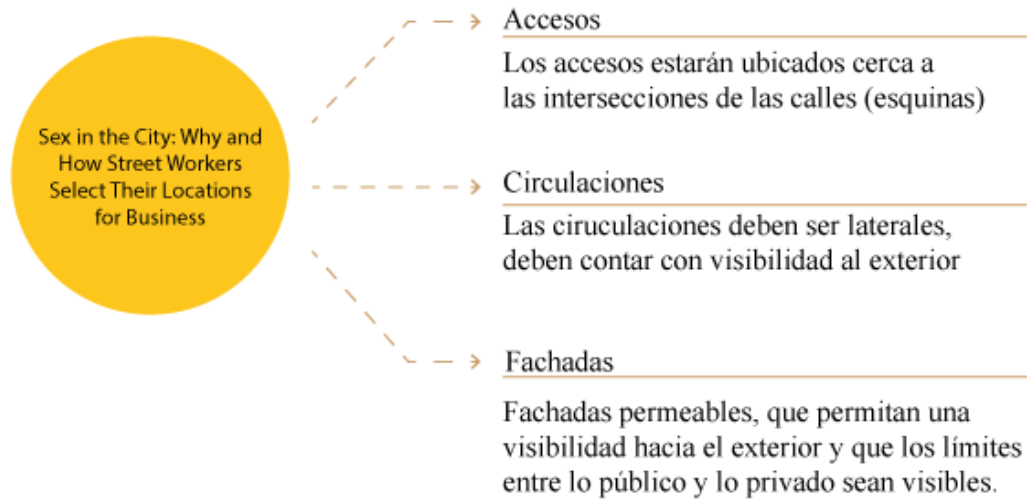 Sex in the City: Why and
How Street Workers
Select Their Locations
for Business
Accesos
Los accesos estarán ubicados cerca a
las intersecciones de las calles (esquinas)
Circulaciones
Las ciruculaciones deben ser laterales,
deben contar con visibilidad al exterior
Fachadas
Fachadas permeables, que permitan una
visibilidad hacia el exterior y que los límites
entre lo público y lo privado sean visibles.